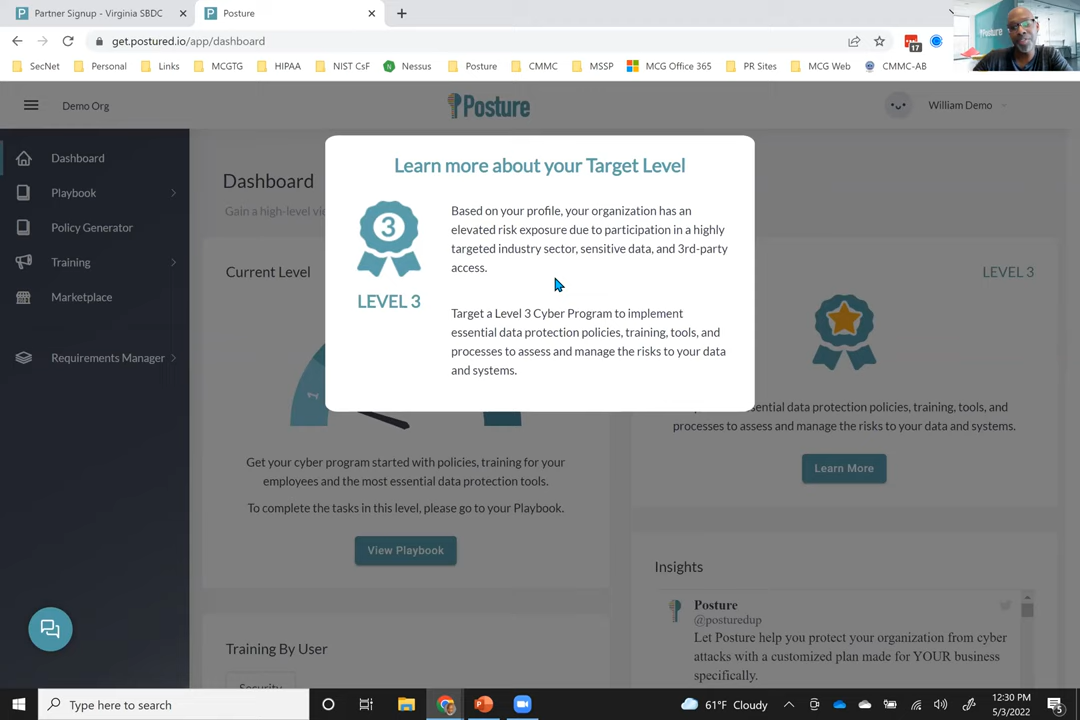 Partner Signup - Virginia SBDC
Posture
get.postured.io/app/dashboard
17
SecNet
Personal
Links
MCGTG
HIPAA
NIST CsF
Nessus
Posture
CMMC
MSSP
MCG Office 365
PR Sites
MCG Web
CMMC-AB
Demo Org
Posture
William Demo
Dashboard
Playbook
Policy Generator
Training
Marketplace
Requirements Manager
Dashboard
Gain a high-level vi
Current Level
1
Get your cyber program started with policies, training for your
employees and the most essential data protection tools.
To complete the tasks in this level, please go to your Playbook.
View Playbook
Training By User
Security
Learn more about your Target Level
3
LEVEL 3
Based on your profile, your organization has an
elevated risk exposure due to participation in a highly
targeted industry sector, sensitive data, and 3rd-party
access.
Target a Level 3 Cyber Program to implement
essential data protection policies, training, tools, and
processes to assess and manage the risks to your data
and systems.
LEVEL 3
ential data protection policies, training, tools, and
processes to assess and manage the risks to your data and systems.
Learn More
Insights
Posture
@posturedup
Let Posture help you protect your organization from cyber
attacks with a customized plan made for YOUR business
specifically.
Type here to search
61°F Cloudy
12:30 PM
5/3/2022
5